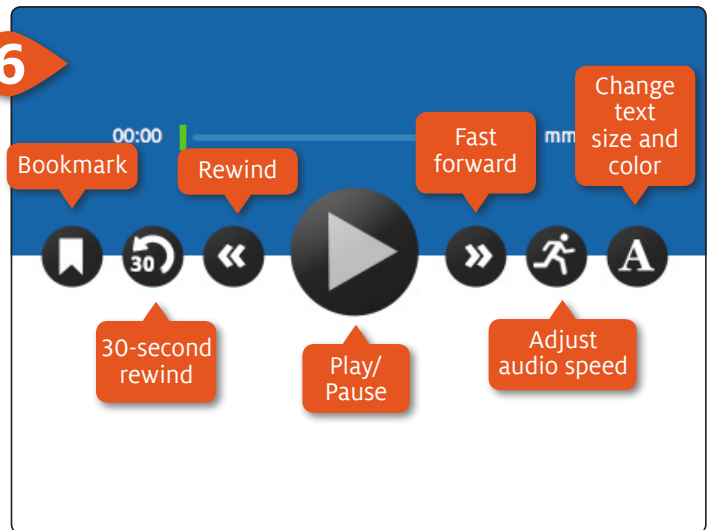 6
Change
text
size and
color
00:00
mm
Fast
forward
Bookmark
Rewind
30
A
30-second
rewind
Play/
Pause
Adjust
audio speed